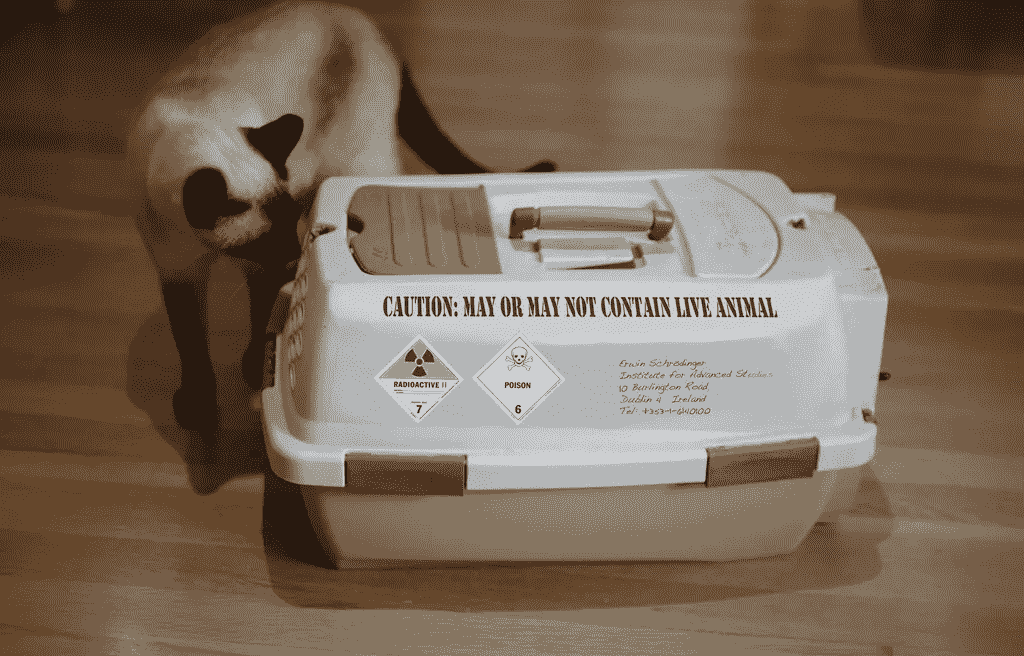 CAUTION: MAY OR MAY NOT CONTAIN LIVE ANIMAL
RADIOACTIVE II
7
POISON
6
Erwin Schrodinger
Institute for Advanced Studies
10 Burlington Road
Dublin 4 Ireland
Tel: +353-1-6140100